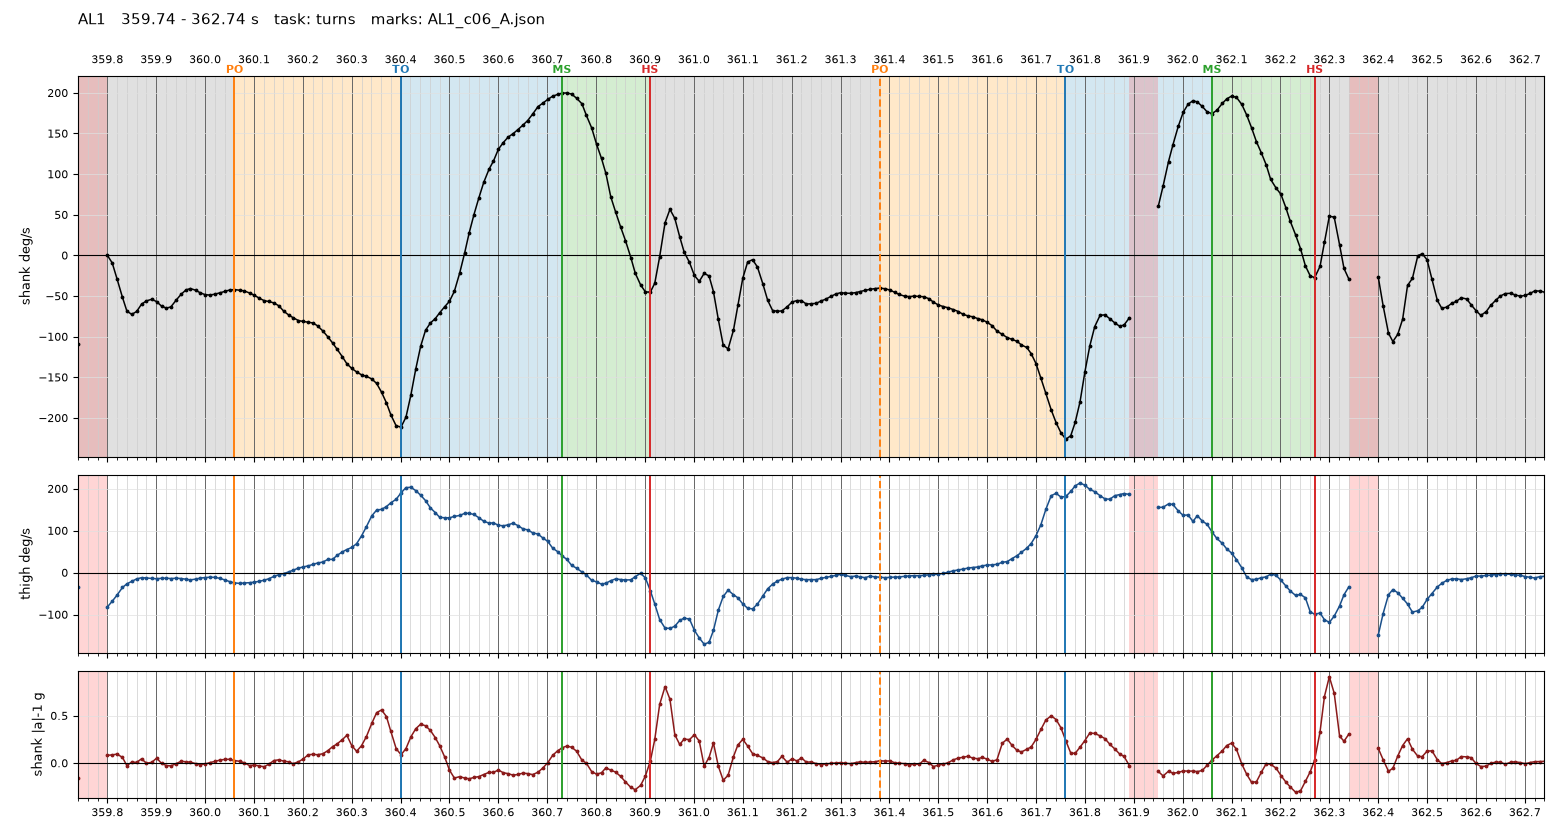 AL1   359.74 - 362.74 s   task: turns   marks: AL1_c06_A.json
359.8 359.9 360.0 360.1 360.2 360.3 360.4 360.5 360.6 360.7 360.8 360.9 361.0 361.1 361.2 361.3 361.4 361.5 361.6 361.7 361.8 361.9 362.0 362.1 362.2 362.3 362.4 362.5 362.6 362.7
PO TO MS HS PO TO MS HS
shank deg/s
200
150
100
50
0
−50
−100
−150
−200
thigh deg/s
200
100
0
−100
shank |a|-1 g
0.5
0.0
359.8 359.9 360.0 360.1 360.2 360.3 360.4 360.5 360.6 360.7 360.8 360.9 361.0 361.1 361.2 361.3 361.4 361.5 361.6 361.7 361.8 361.9 362.0 362.1 362.2 362.3 362.4 362.5 362.6 362.7